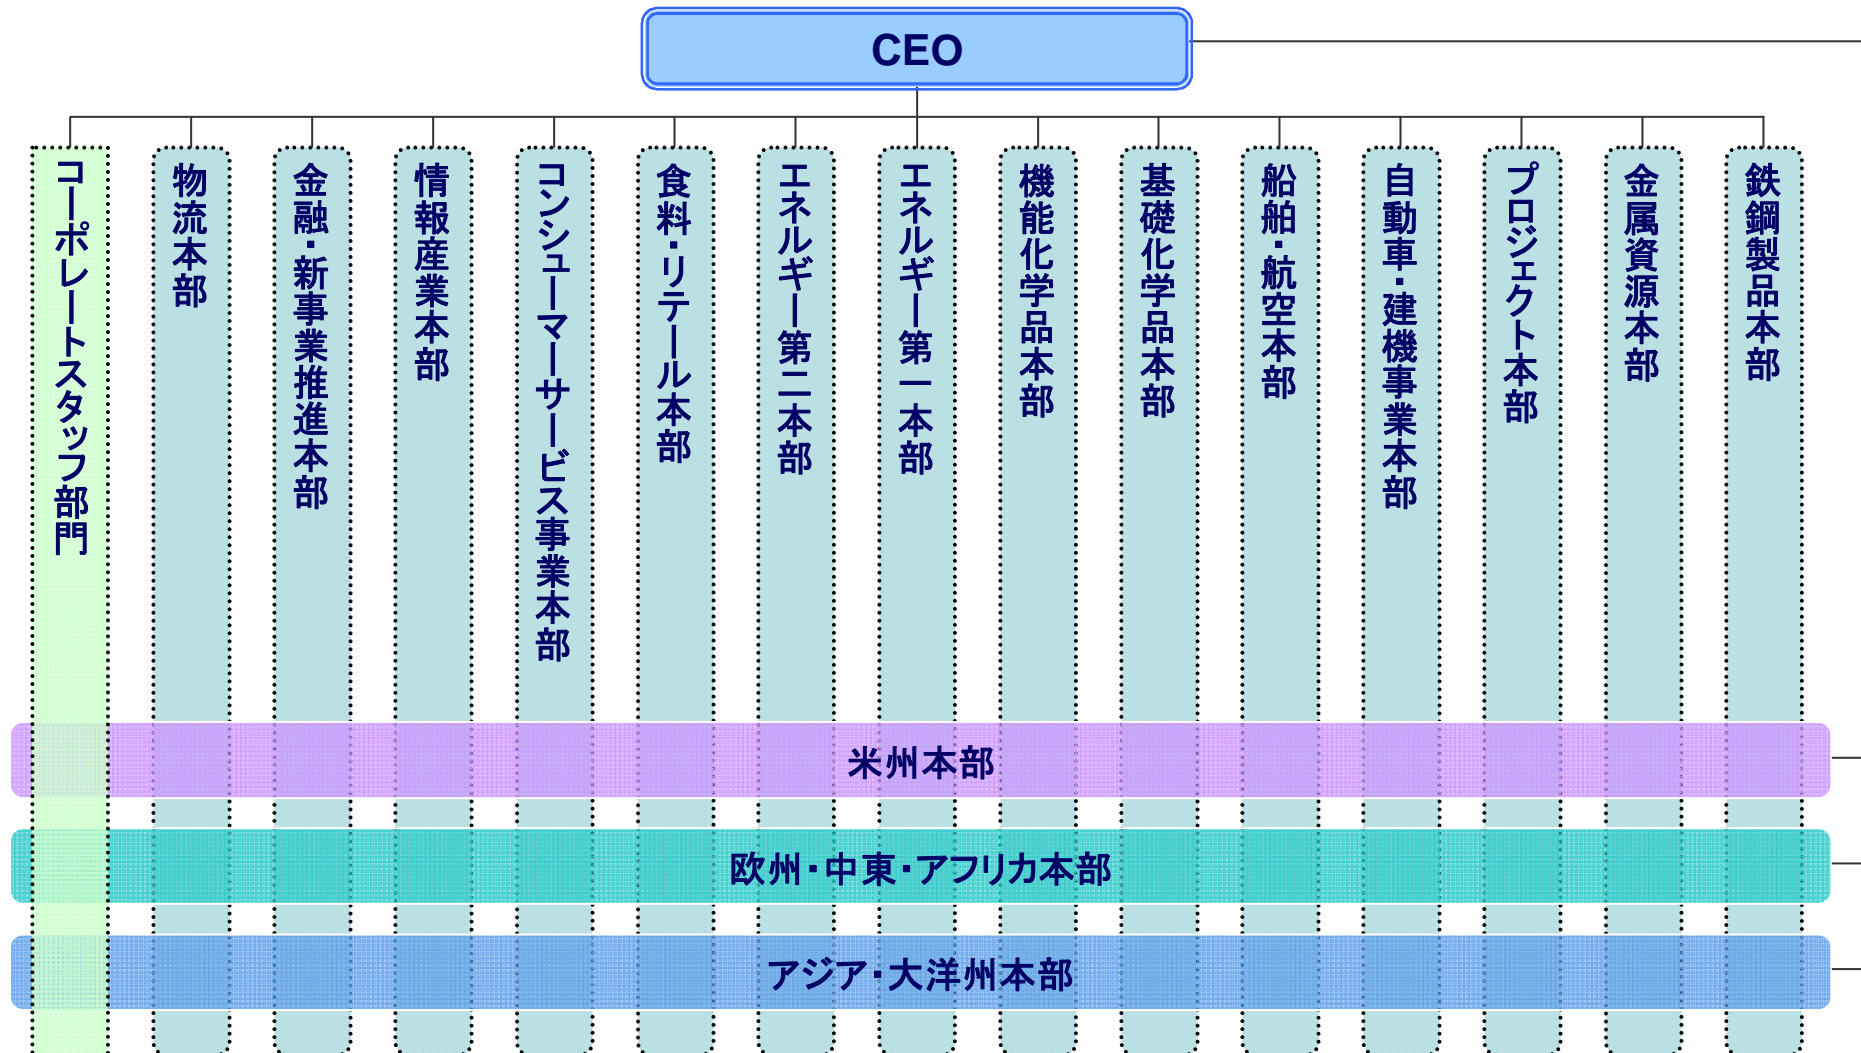 CEO
コーポレートスタッフ部門
物流本部
金融・新事業推進本部
情報産業本部
コンシューマーサービス事業本部
食料・リテール本部
エネルギー第二本部
エネルギー第一本部
機能化学品本部
基礎化学品本部
船舶・航空本部
自動車・建機事業本部
プロジェクト本部
金属資源本部
鉄鋼製品本部
米州本部
欧州・中東・アフリカ本部
アジア・大洋州本部